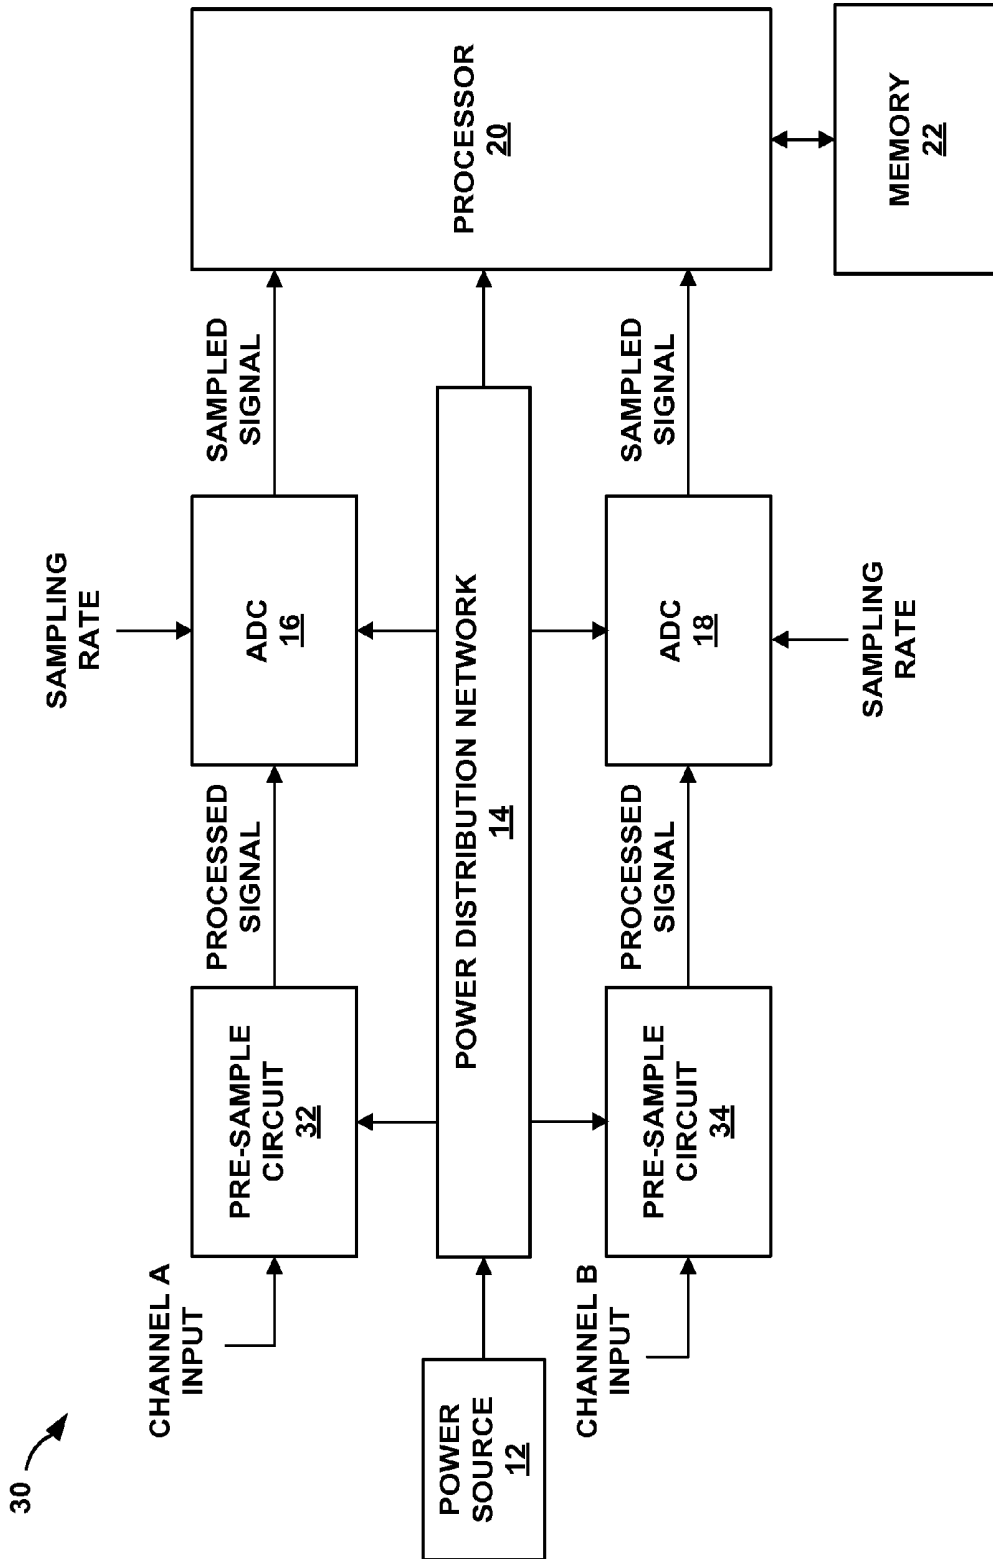 30
CHANNEL A
INPUT
PRE-SAMPLE
CIRCUIT
32
PROCESSED
SIGNAL
SAMPLING
RATE
ADC
16
SAMPLED
SIGNAL
POWER
SOURCE
12
POWER DISTRIBUTION NETWORK
14
PROCESSOR
20
CHANNEL B
INPUT
PRE-SAMPLE
CIRCUIT
34
PROCESSED
SIGNAL
ADC
18
SAMPLING
RATE
SAMPLED
SIGNAL
MEMORY
22